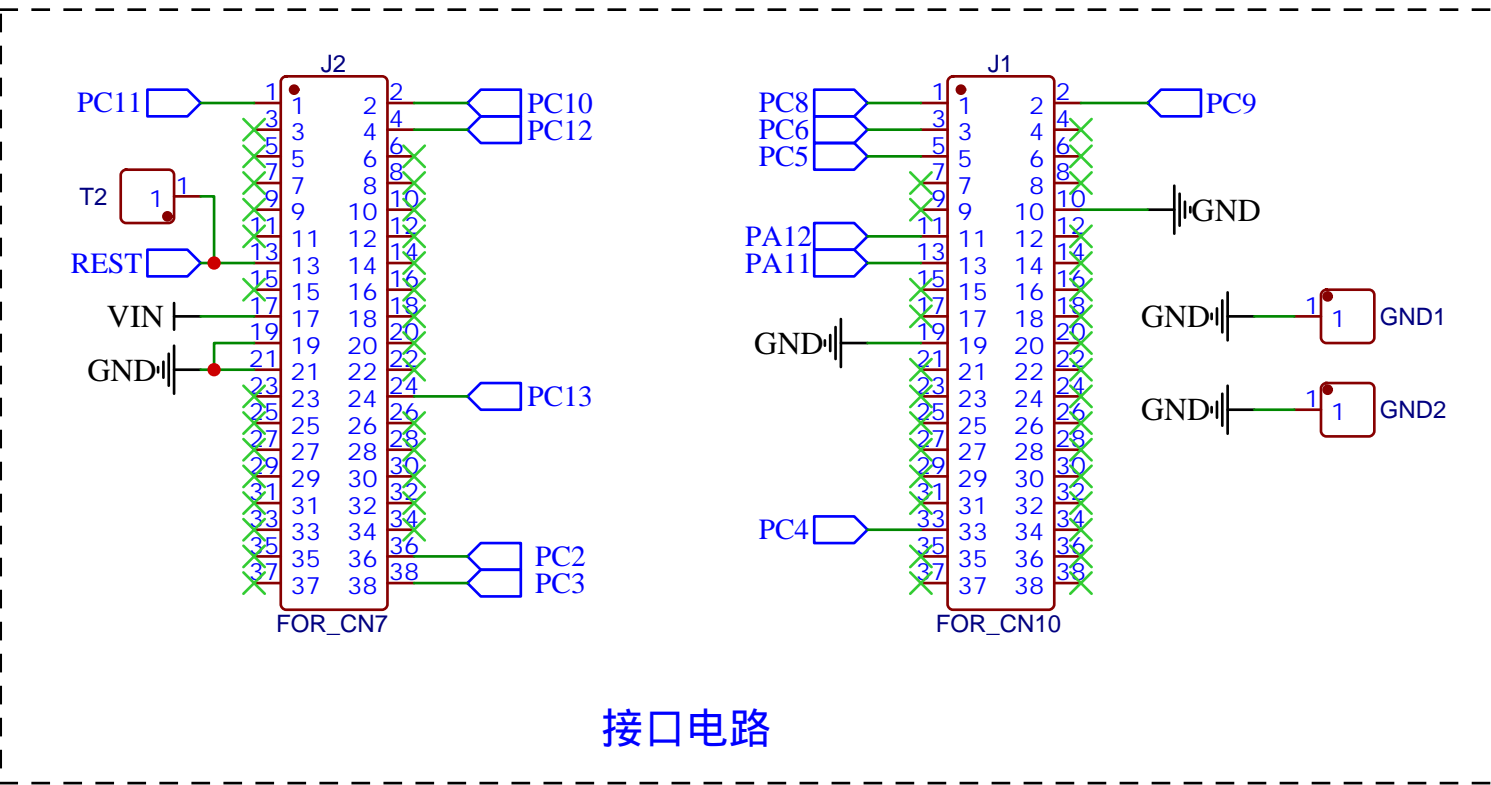 J2
PC11 1 1 2 2 PC10
3 3 4 4 PC12
5 5 6 6
7 7 8 8
T2 1 1 9 9 10 10
11 11 12 12
REST 13 13 14 14
15 15 16 16
VIN 17 17 18 18
19 19 20 20
GND 21 21 22 22
23 23 24 24 PC13
25 25 26 26
27 27 28 28
29 29 30 30
31 31 32 32
33 33 34 34
35 35 36 36 PC2
37 37 38 38 PC3
FOR_CN7
J1
PC8 1 1 2 2 PC9
PC6 3 3 4 4
PC5 5 5 6 6
7 7 8 8
9 9 10 10 GND
PA12 11 11 12 12
PA11 13 13 14 14
15 15 16 16
17 17 18 18
GND 19 19 20 20
21 21 22 22
23 23 24 24
25 25 26 26
27 27 28 28
29 29 30 30
31 31 32 32
PC4 33 33 34 34
35 35 36 36
37 37 38 38
FOR_CN10
GND 1 1 GND1
GND 1 1 GND2
接口电路